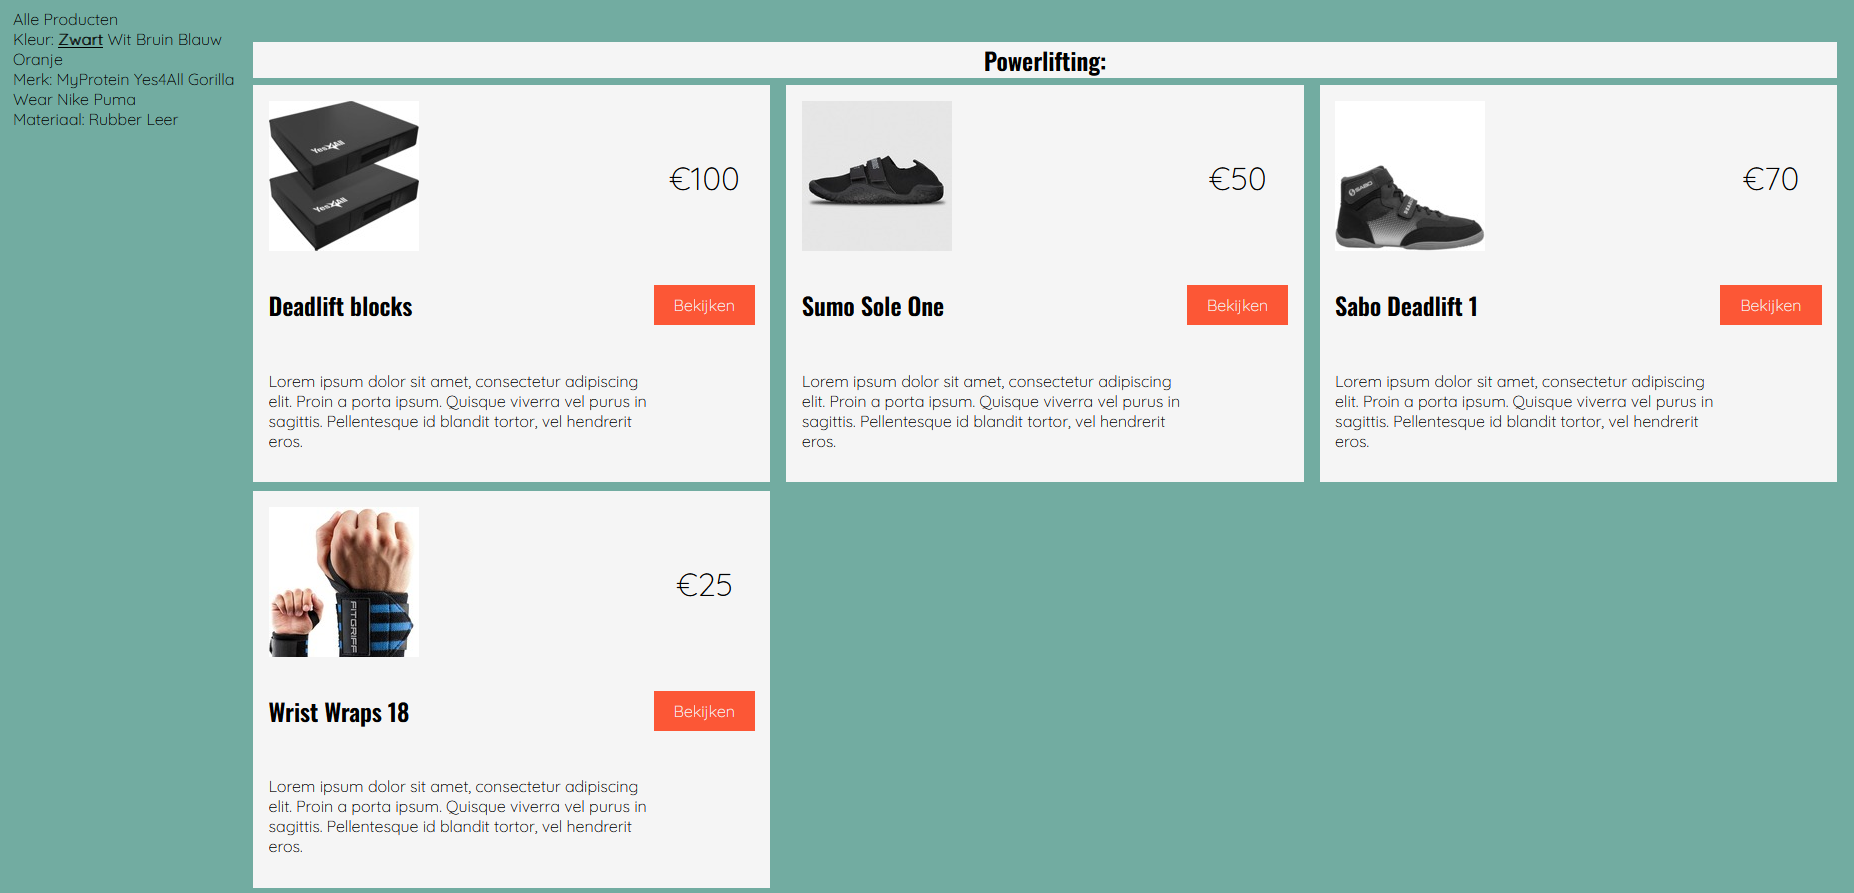 Alle Producten
Kleur: Zwart Wit Bruin Blauw
Oranje
Merk: MyProtein Yes4All Gorilla
Wear Nike Puma
Materiaal: Rubber Leer
Powerlifting:
Yes4All
Yes4All
€100
Deadlift blocks
Bekijken
Lorem ipsum dolor sit amet, consectetur adipiscing
elit. Proin a porta ipsum. Quisque viverra vel purus in
sagittis. Pellentesque id blandit tortor, vel hendrerit
eros.
€50
Sumo Sole One
Bekijken
Lorem ipsum dolor sit amet, consectetur adipiscing
elit. Proin a porta ipsum. Quisque viverra vel purus in
sagittis. Pellentesque id blandit tortor, vel hendrerit
eros.
SABO
€70
Sabo Deadlift 1
Bekijken
Lorem ipsum dolor sit amet, consectetur adipiscing
elit. Proin a porta ipsum. Quisque viverra vel purus in
sagittis. Pellentesque id blandit tortor, vel hendrerit
eros.
FITGRIFF
€25
Wrist Wraps 18
Bekijken
Lorem ipsum dolor sit amet, consectetur adipiscing
elit. Proin a porta ipsum. Quisque viverra vel purus in
sagittis. Pellentesque id blandit tortor, vel hendrerit
eros.